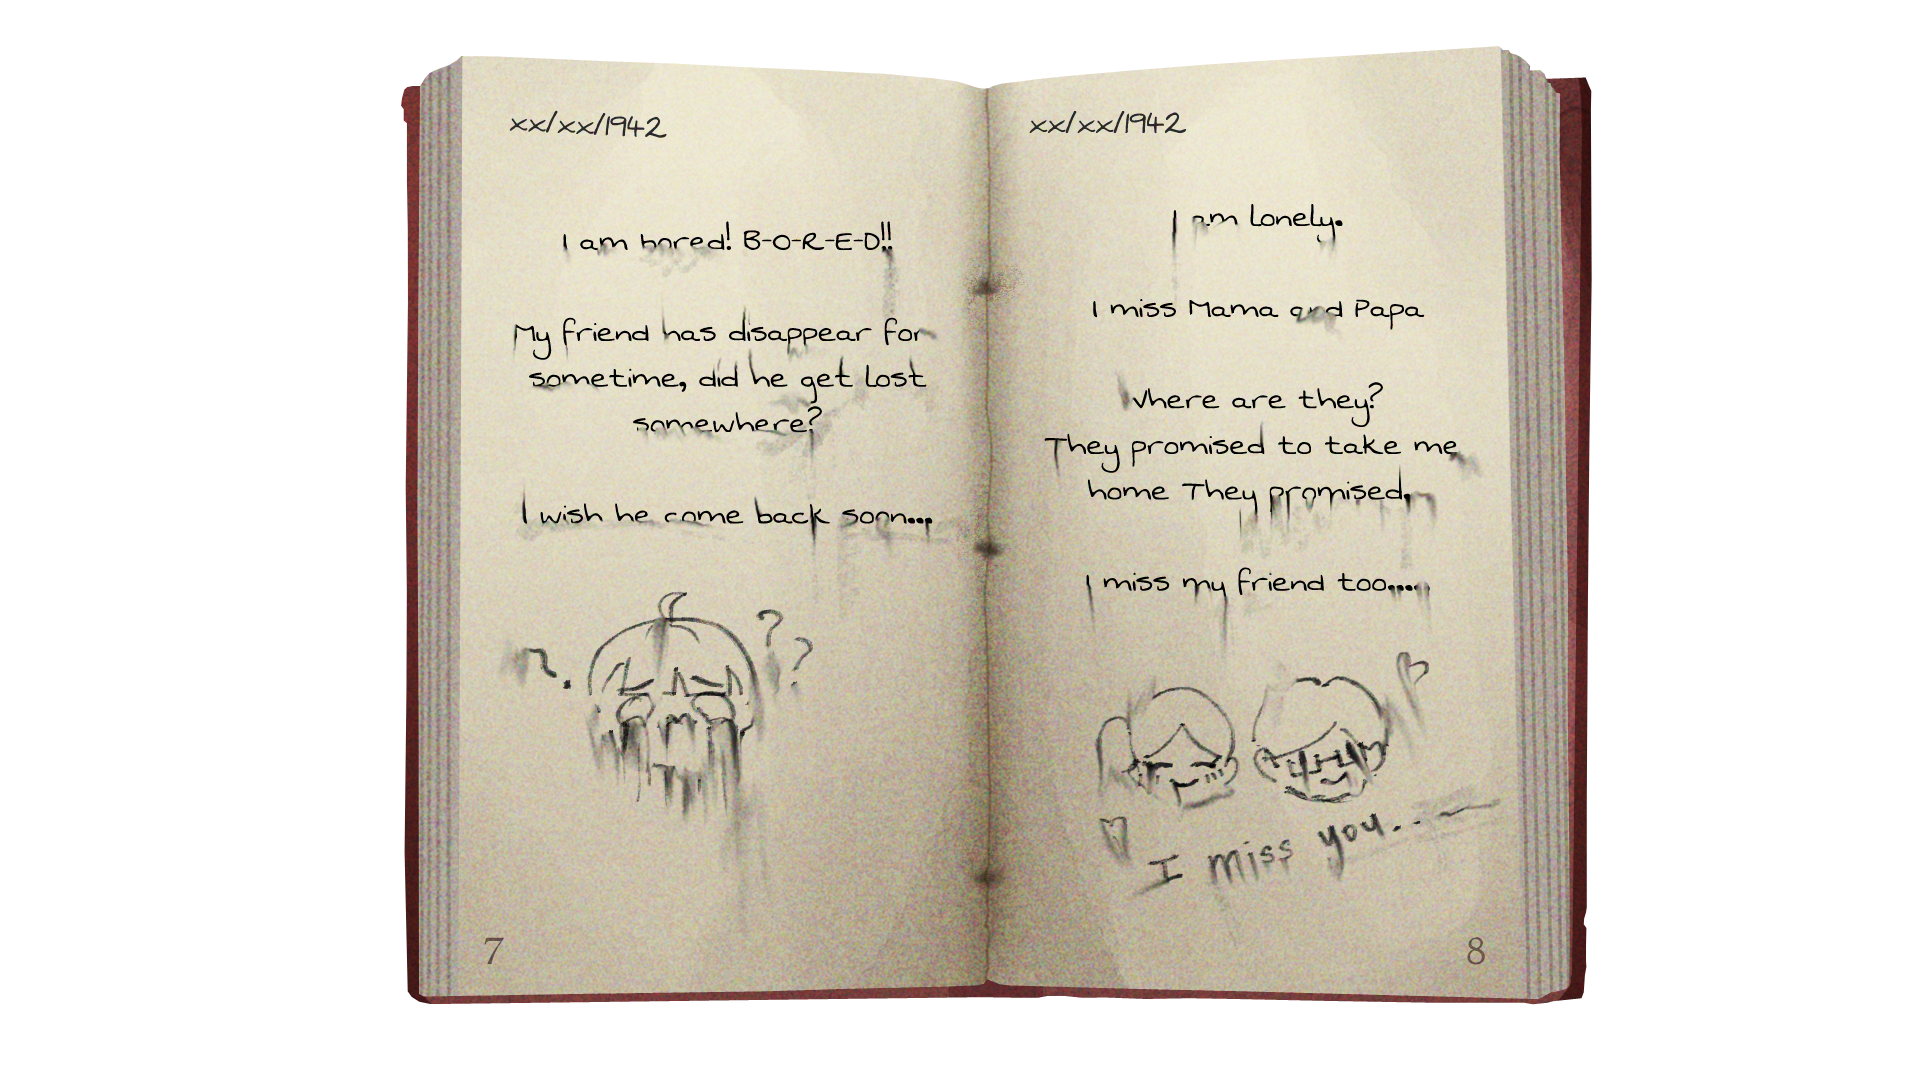 xx/xx/1942
I am bored! B-O-R-E-D!!
My friend has disappear for
sometime, did he get lost
somewhere?
I wish he come back soon...
? ? ?
7
xx/xx/1942
I am lonely.
I miss Mama and Papa
Where are they?
They promised to take me
home They promised.
I miss my friend too....
I miss you...
8